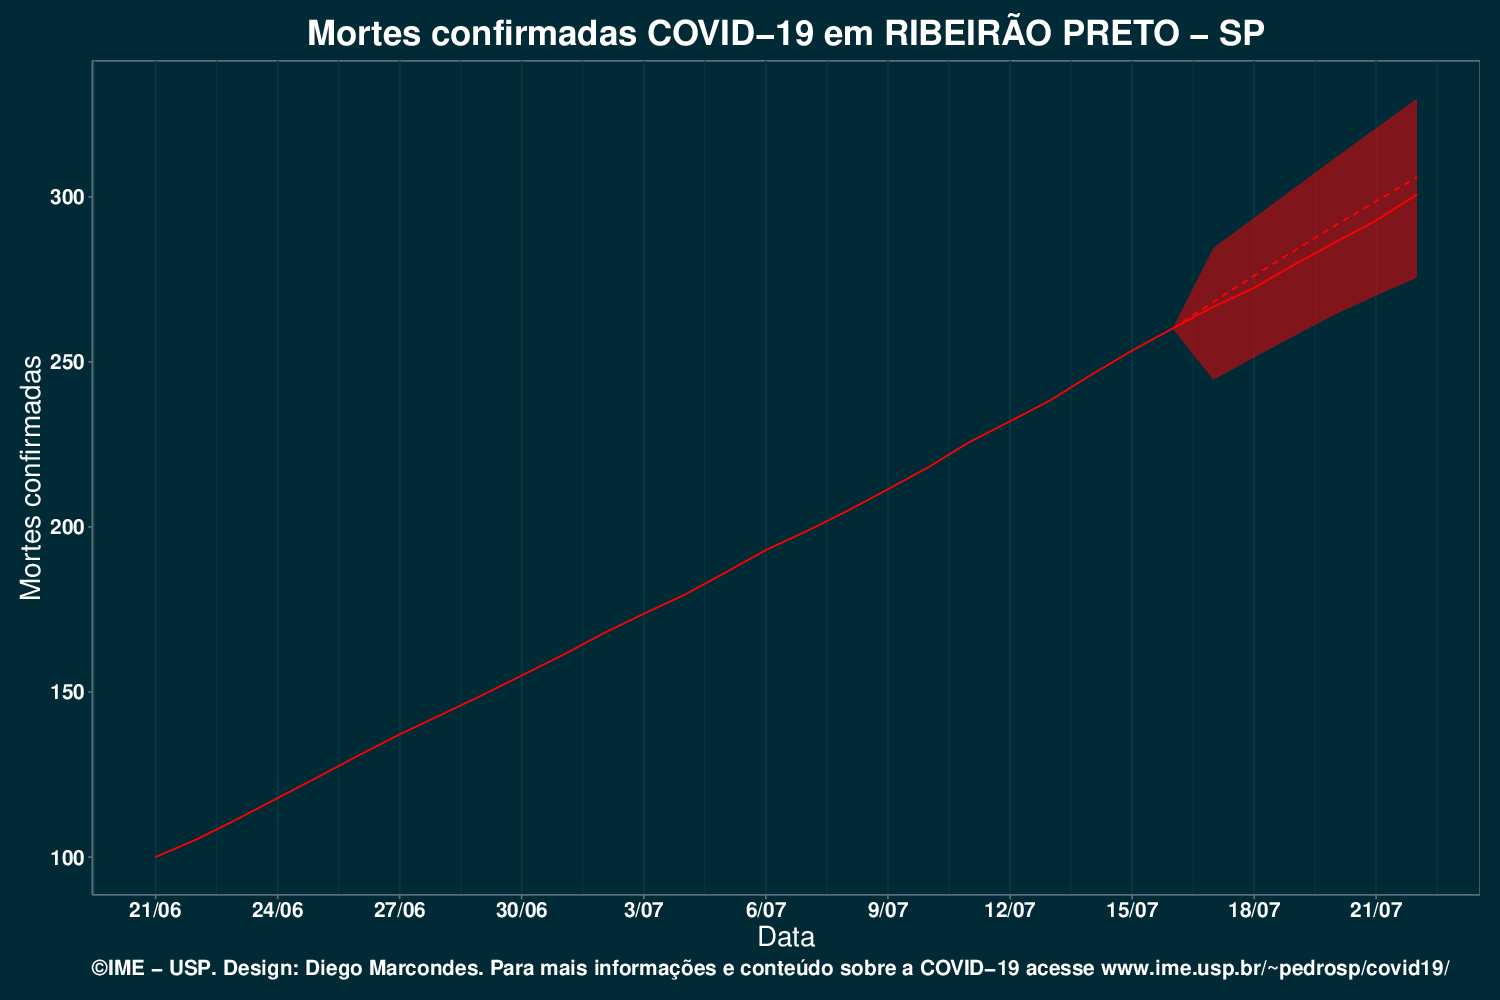 Mortes confirmadas COVID−19 em RIBEIRÃO PRETO − SP
Mortes confirmadas
300
250
200
150
100
21/06 24/06 27/06 30/06 3/07 6/07 9/07 12/07 15/07 18/07 21/07
Data
©IME − USP. Design: Diego Marcondes. Para mais informações e conteúdo sobre a COVID−19 acesse www.ime.usp.br/~pedrosp/covid19/